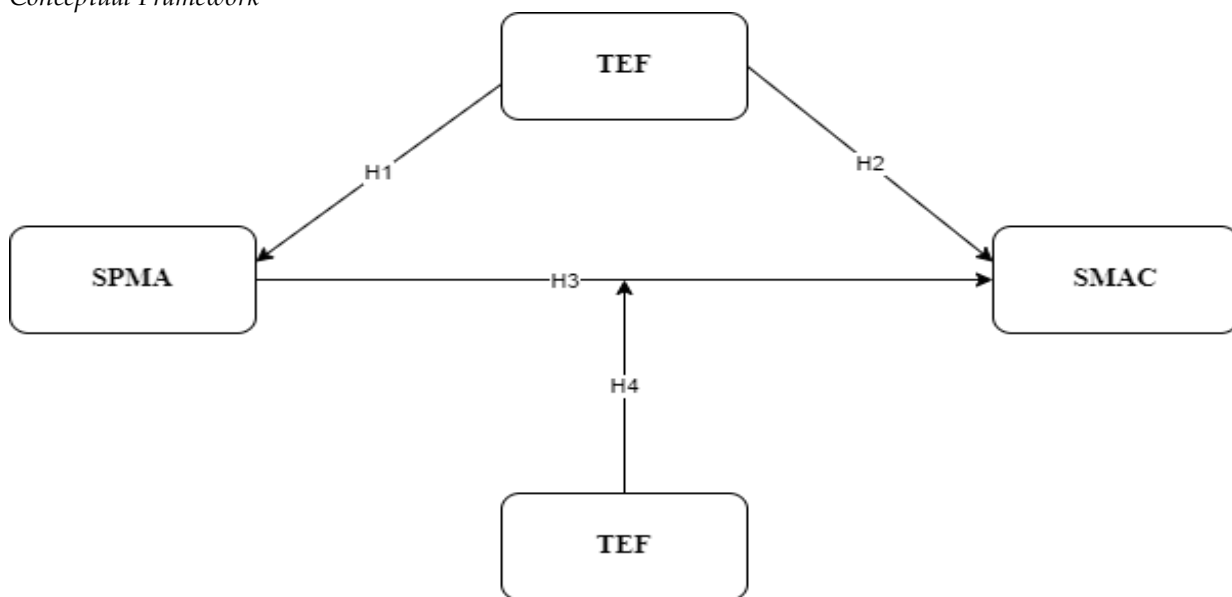 Conceptual Framework
TEF
H1
H2
SPMA
H3
SMAC
H4
TEF